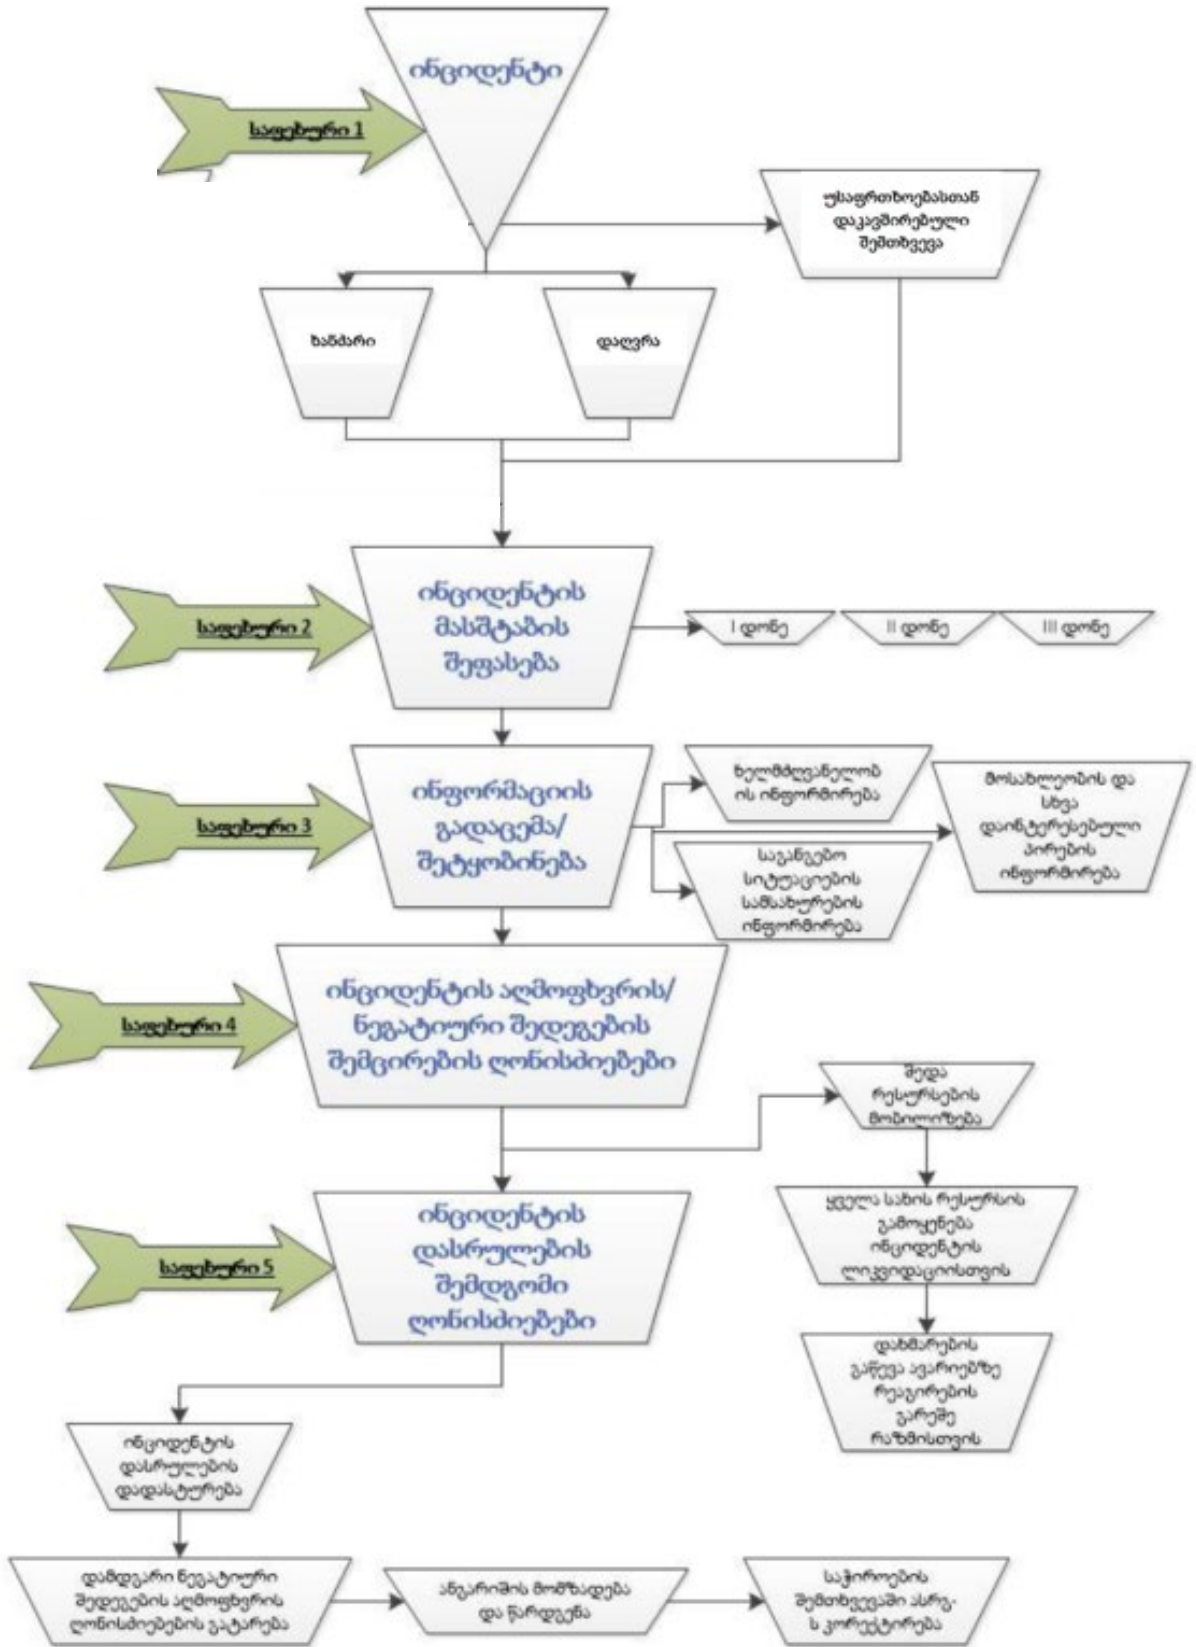 ინციდენტი
საფეხური 1
უსაფრთხოებასთან
დაკავშირებული
შემთხვევა
ხანძარი
დაღვრა
ინციდენტის
მასშტაბის
შეფასება
საფეხური 2
I დონე
II დონე
III დონე
ინფორმაციის
გადაცემა/
შეტყობინება
საფეხური 3
ხელმძღვანელობ
ის ინფორმირება
მოსახლეობის და
სხვა
დაინტერესებული
პირების
ინფორმირება
საგანგებო
სიტუაციების
სამსახურების
ინფორმირება
ინციდენტის აღმოფხვრის/
ნეგატიური შედეგების
შემცირების ღონისძიებები
საფეხური 4
შედა
რესურსების
მობილიზება
ყველა სახის რესურსის
გამოყენება
ინციდენტის
ლიკვიდაციისთვის
დახმარების
გაწევა ავარიებზე
რეაგირების
გარეშე
რაზმისთვის
ინციდენტის
დასრულების
შემდგომი
ღონისძიებები
საფეხური 5
ინციდენტის
დასრულების
დადასტურება
დამდგარი ნეგატიური
შედეგების აღმოფხვრის
ღონისძიებების გატარება
ანგარიშის მომზადება
და წარდგენა
საჭიროების
შემთხვევაში ასრგ-
ს კორექტირება